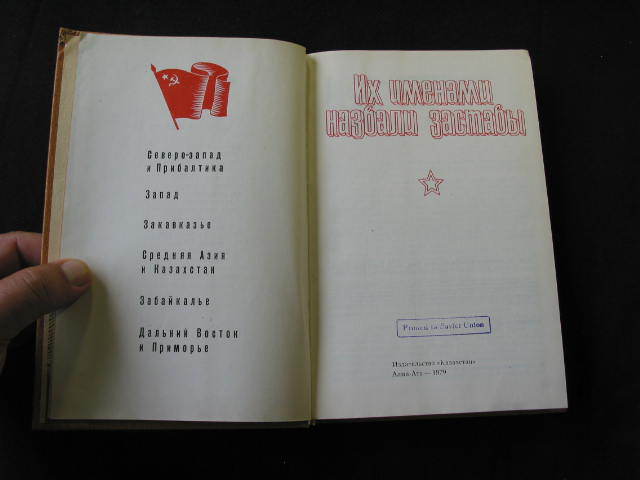 Северо-запад
и Прибалтика
Запад
Закавказье
Средняя Азия
и Казахстан
Забайкалье
Дальний Восток
и Приморье
Их именами
названы заставы
Printed in Soviet Union
Издательство «Казахстан»
Алма-Ата — 1979